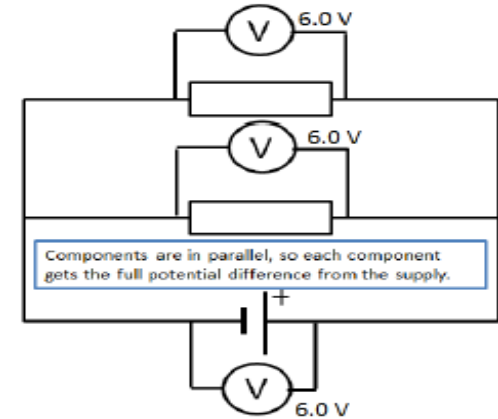 6.0 V
V
6.0 V
V
Components are in parallel, so each component
gets the full potential difference from the supply.
+
V
6.0 V